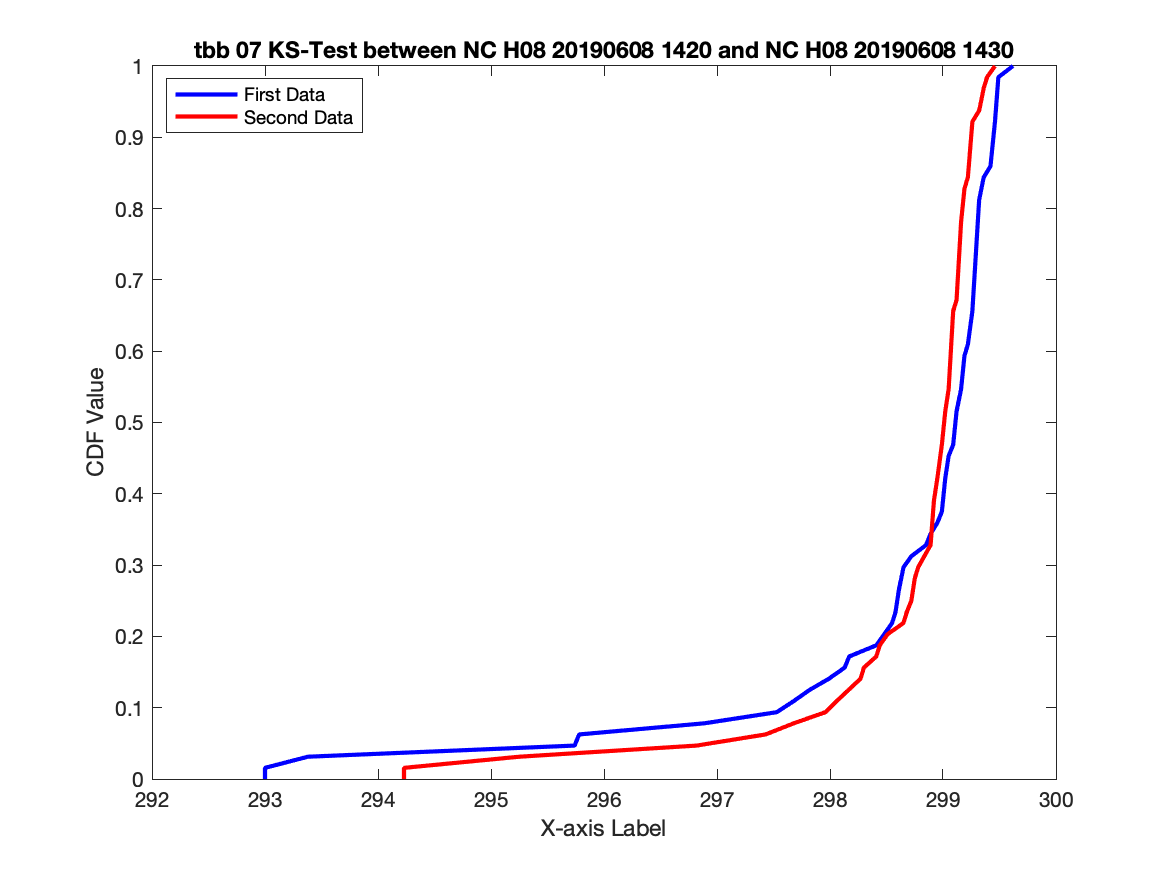 tbb 07 KS-Test between NC H08 20190608 1420 and NC H08 20190608 1430
First Data
Second Data
1
0.9
0.8
0.7
0.6
0.5
0.4
0.3
0.2
0.1
0
CDF Value
292 293 294 295 296 297 298 299 300
X-axis Label